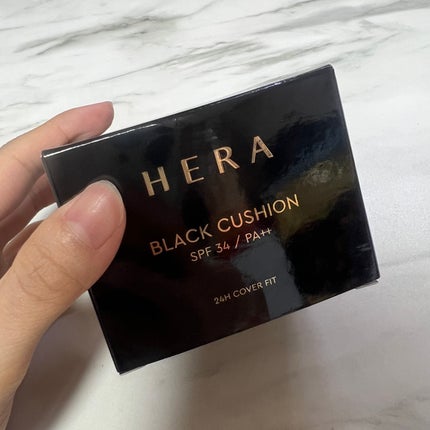 HERA
BLACK CUSHION
SPF 34 / PA++
24H COVER FIT